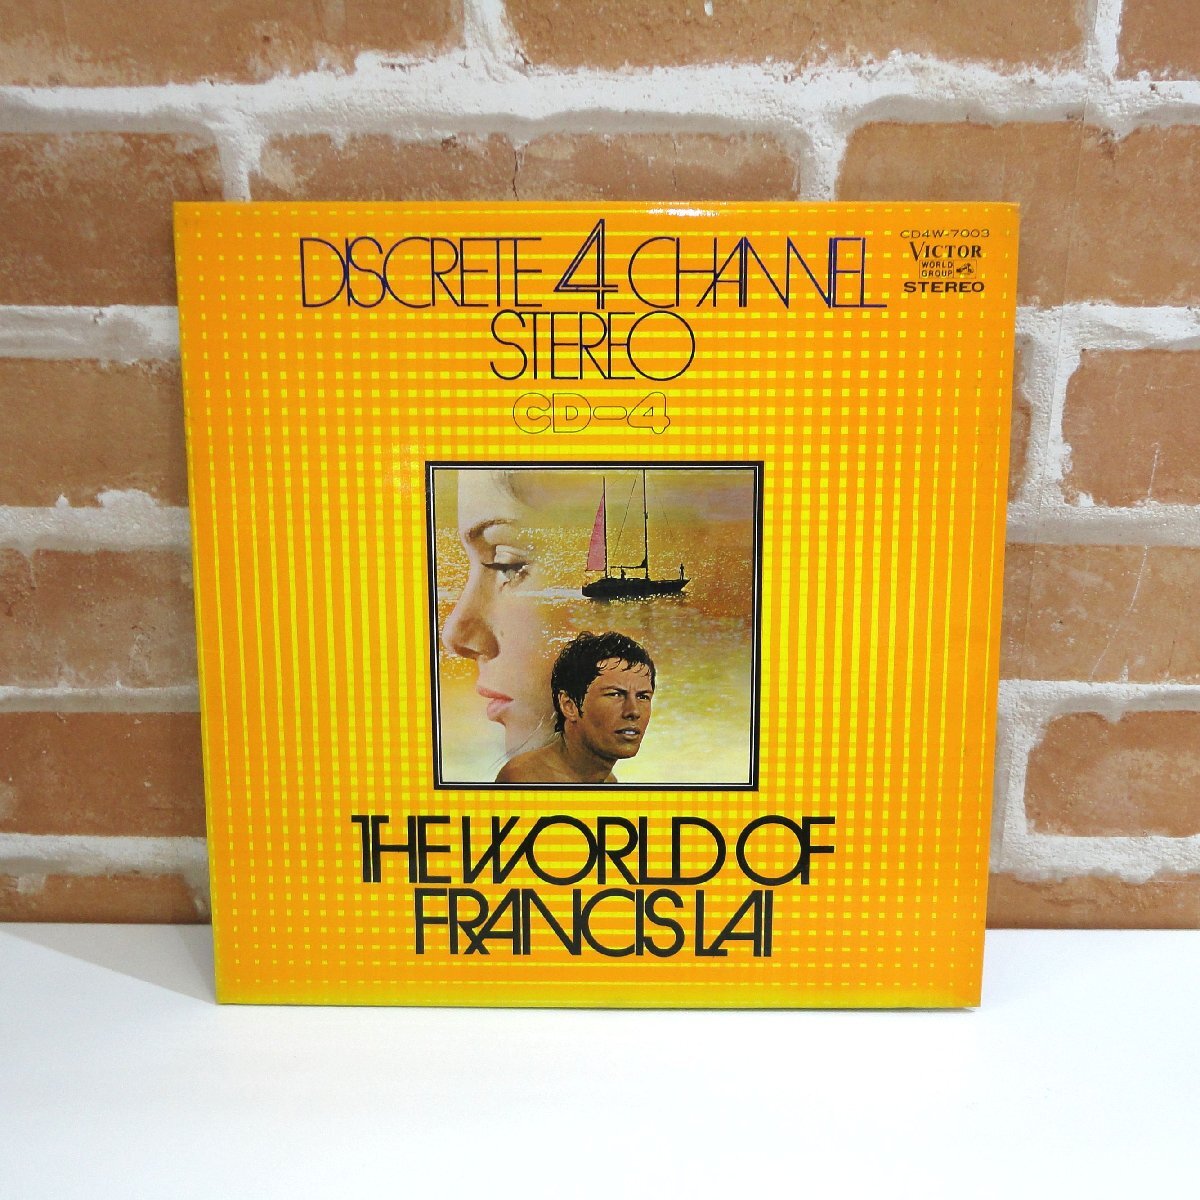 DISCRETE 4 CHANNEL
STEREO
CD-4
CD4W-7003
VICTOR
WORLD
GROUP
STEREO
THE WORLD OF
FRANCIS LAI